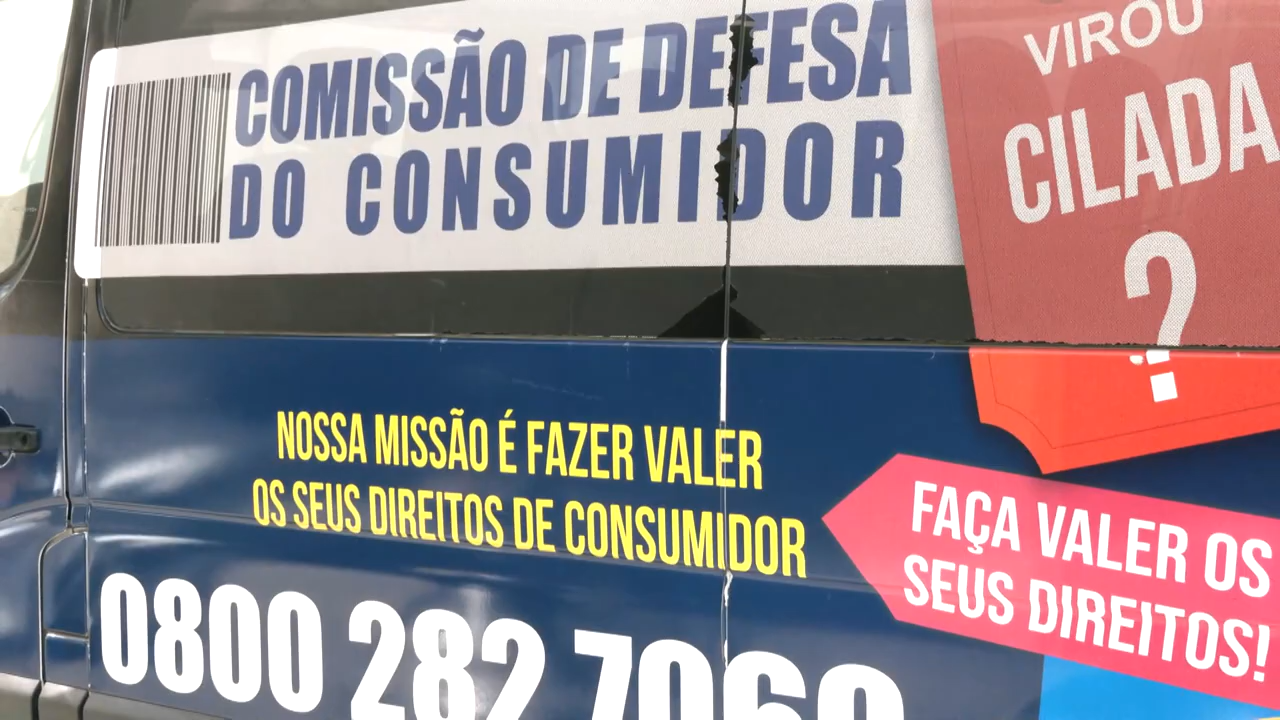 COMISSÃO DE DEFESA
DO CONSUMIDOR
VIROU
CILADA
?
NOSSA MISSÃO É FAZER VALER
OS SEUS DIREITOS DE CONSUMIDOR
FAÇA VALER OS
SEUS DIREITOS!
0800 282 7060